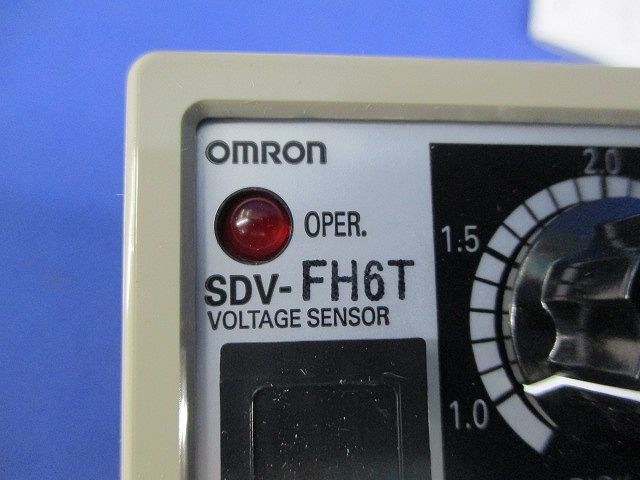 OMRON
OPER.
SDV-FH6T
VOLTAGE SENSOR
2.0
1.5
1.0